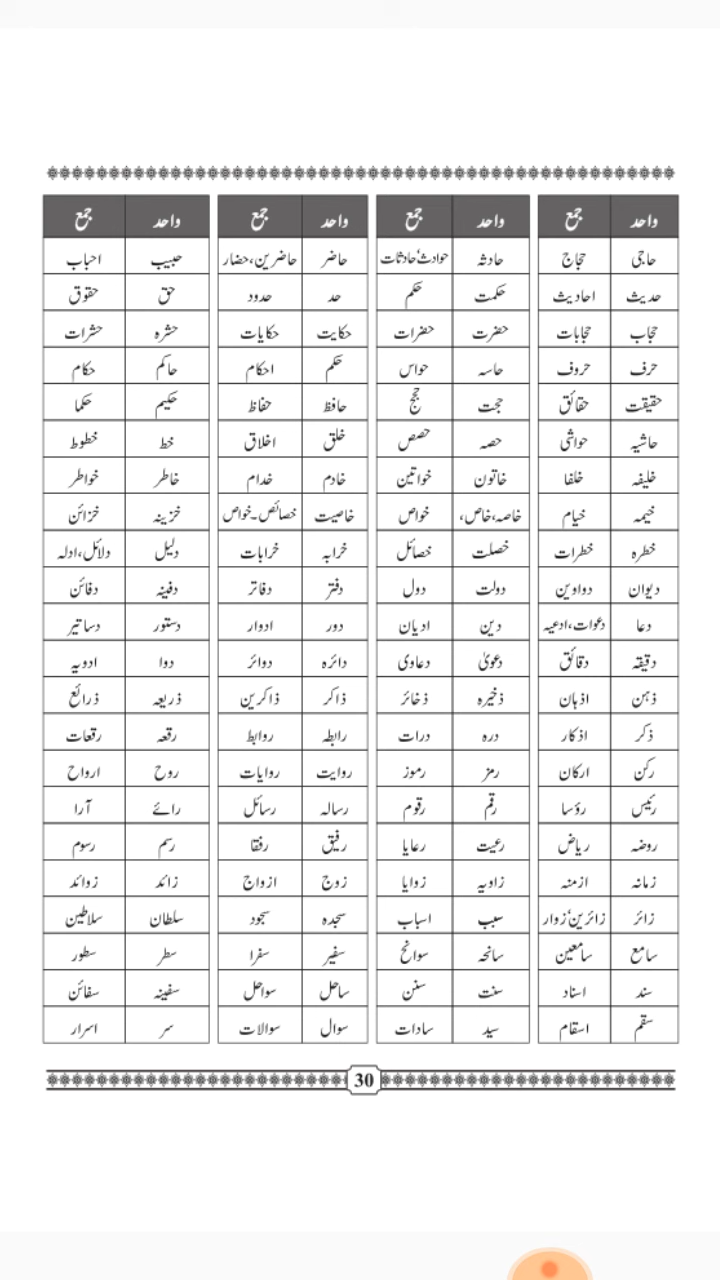 واحد جمع واحد جمع واحد جمع واحد جمع
حاجی حجاج حادثہ حوادث‘حادثات حاضر حاضرین،حضار حبیب احباب
حدیث احادیث حکمت حکم حد حدود حق حقوق
حجاب حجابات حضرت حضرات حکایت حکایات حشرہ حشرات
حرف حروف حاسہ حواس حکم احکام حاکم حکام
حقیقت حقائق حجت حجج حافظ حفاظ حکیم حکما
حاشیہ حواشی حصہ حصص خلق اخلاق خط خطوط
خلیفہ خلفا خاتون خواتین خادم خدام خاطر خواطر
خیمہ خیام خاصہ،خاص، خواص خاصیت خصائص۔خواص خزینہ خزائن
خطرہ خطرات خصلت خصائل خرابہ خرابات دلیل دلائل،ادلہ
دیوان دواوین دولت دول دفتر دفاتر دفینہ دفائن
دعا دعوات،ادعیہ دین ادیان دور ادوار دستور دساتیر
دقیقہ دقائق دعویٰ دعاوی دائرہ دوائر دوا ادویہ
ذہن اذہان ذخیرہ ذخائر ذاکر ذاکرین ذریعہ ذرائع
ذکر اذکار درہ درات رابطہ روابط رقعہ رقعات
رکن ارکان رمز رموز روایت روایات روح ارواح
رئیس رؤسا رقم رقوم رسالہ رسائل رائے آرا
روضہ ریاض رعیت رعایا رفیق رفقا رسم رسوم
زمانہ ازمنہ زاویہ زوایا زوج ازواج زائد زوائد
زائر زائرین‘زوار سبب اسباب سجدہ سجود سلطان سلاطین
سامع سامعین سانحہ سوانح سفیر سفرا سطر سطور
سند اسناد سنت سنن ساحل سواحل سفینہ سفائن
سقم اسقام سید سادات سوال سوالات سر اسرار
30